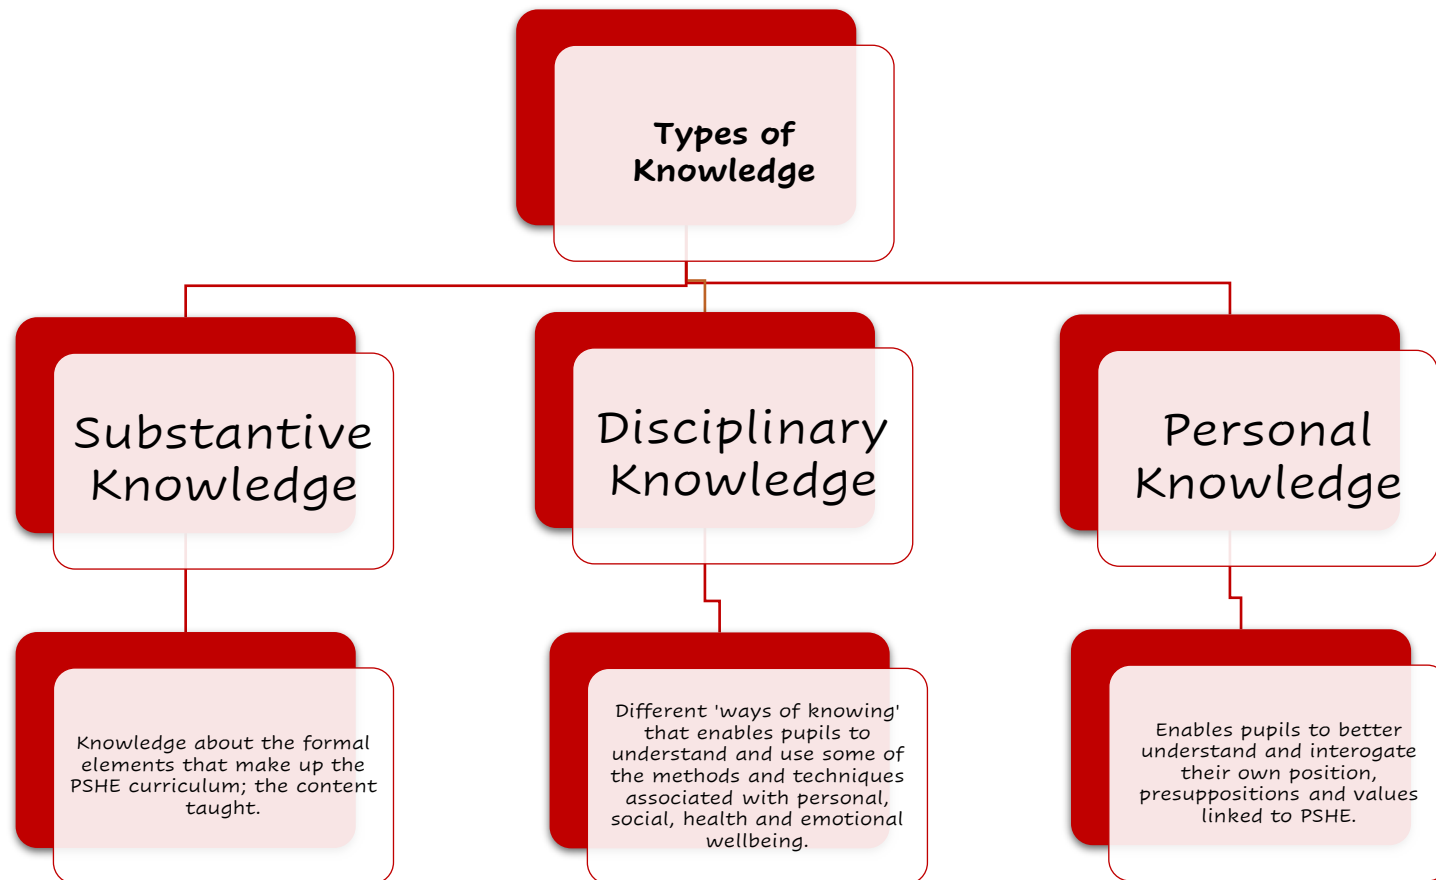 Types of
Knowledge
Substantive
Knowledge
Disciplinary
Knowledge
Personal
Knowledge
Knowledge about the formal
elements that make up the
PSHE curriculum; the content
taught.
Different 'ways of knowing'
that enables pupils to
understand and use some of
the methods and techniques
associated with personal,
social, health and emotional
wellbeing.
Enables pupils to better
understand and interogate
their own position,
presuppositions and values
linked to PSHE.